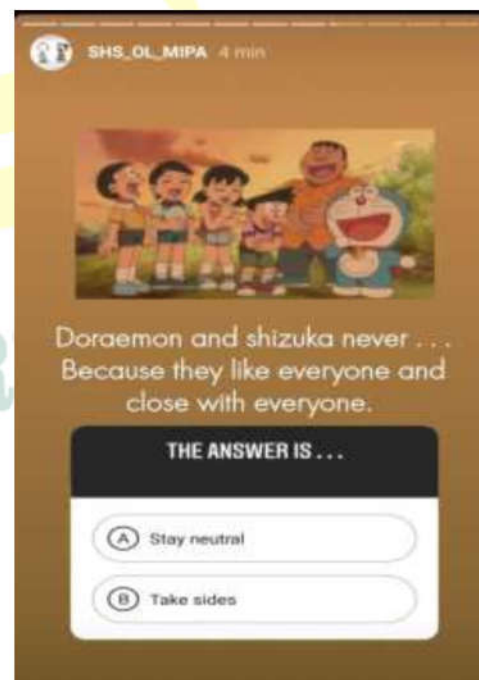 SHS_OL_MIPA 4 min
Doraemon and shizuka never . . .
Because they like everyone and
close with everyone.
THE ANSWER IS . . .
A Stay neutral
B Take sides